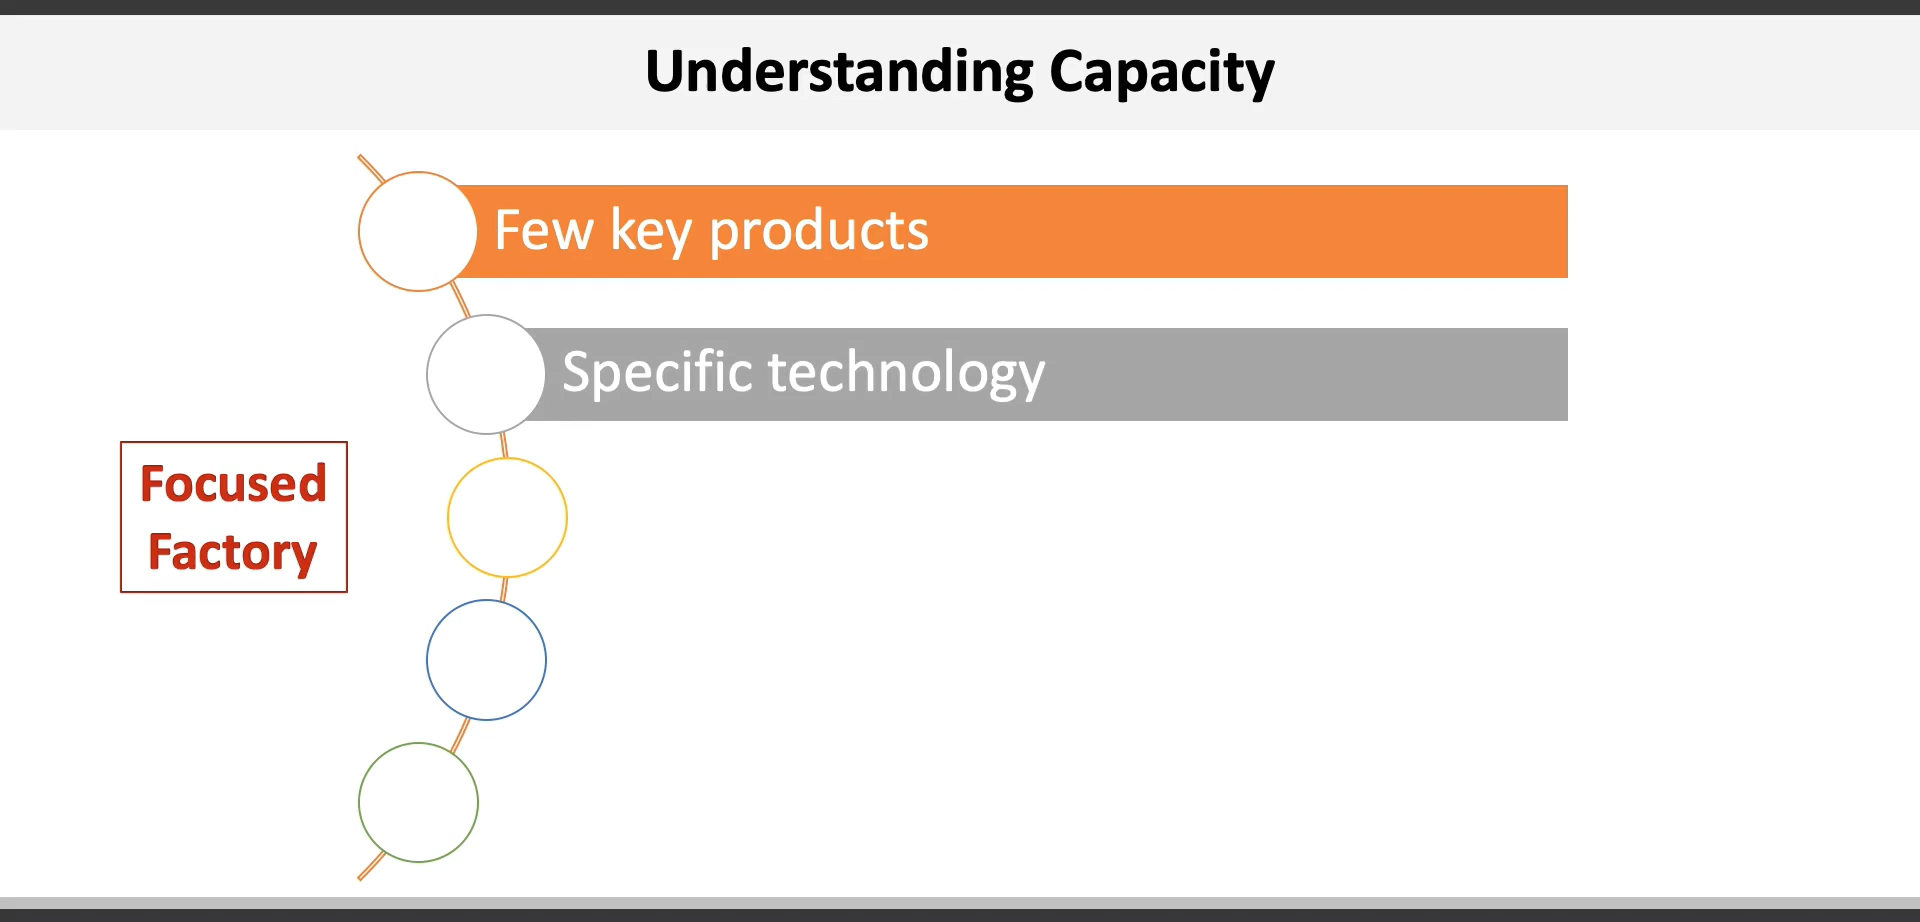 Understanding Capacity
Few key products
Specific technology
Focused
Factory